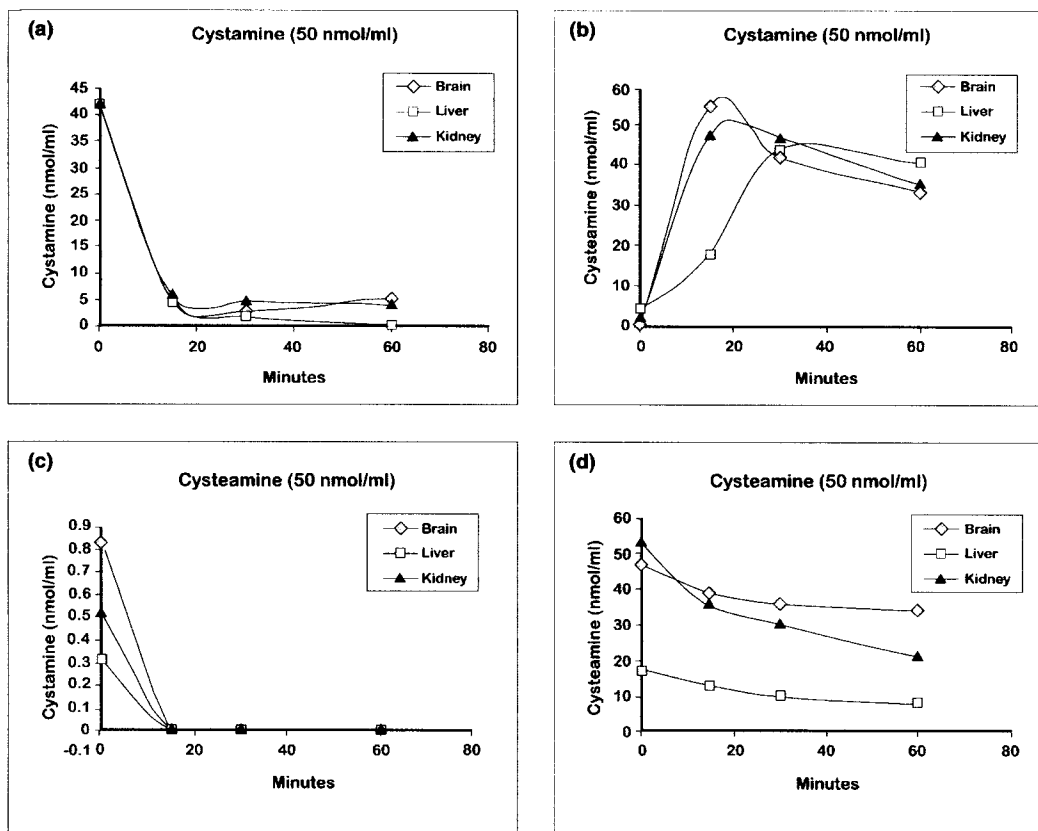 (a)
Cystamine (50 nmol/ml)
Cystamine (nmol/ml)
45
40
35
30
25
20
15
10
5
0
0 20 40 60 80
Minutes
Brain
Liver
Kidney
(b)
Cystamine (50 nmol/ml)
Cysteamine (nmol/ml)
60
50
40
30
20
10
0
0 20 40 60 80
Minutes
Brain
Liver
Kidney
(c)
Cysteamine (50 nmol/ml)
Cystamine (nmol/ml)
0.9
0.8
0.7
0.6
0.5
0.4
0.3
0.2
0.1
0
-0.1 0 20 40 60 80
Minutes
Brain
Liver
Kidney
(d)
Cysteamine (50 nmol/ml)
Cysteamine (nmol/ml)
60
50
40
30
20
10
0
0 20 40 60 80
Minutes
Brain
Liver
Kidney